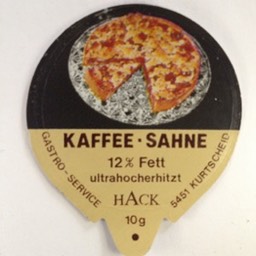 KAFFEE · SAHNE
12% Fett
ultrahocherhitzt
HACK
10g
GASTRO-SERVICE
5451 KURTSCHEID